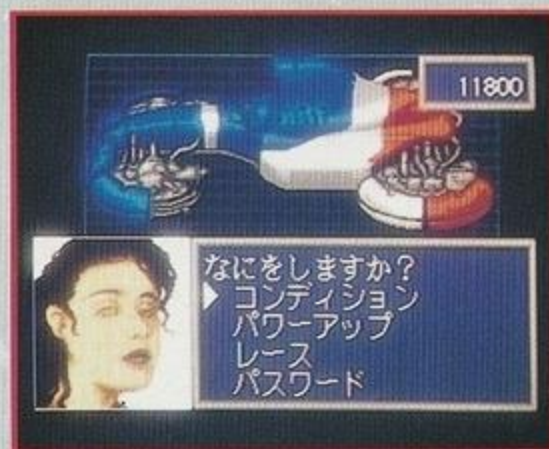 11800
なにをしますか？
▶コンディション
パワーアップ
レース
パスワード